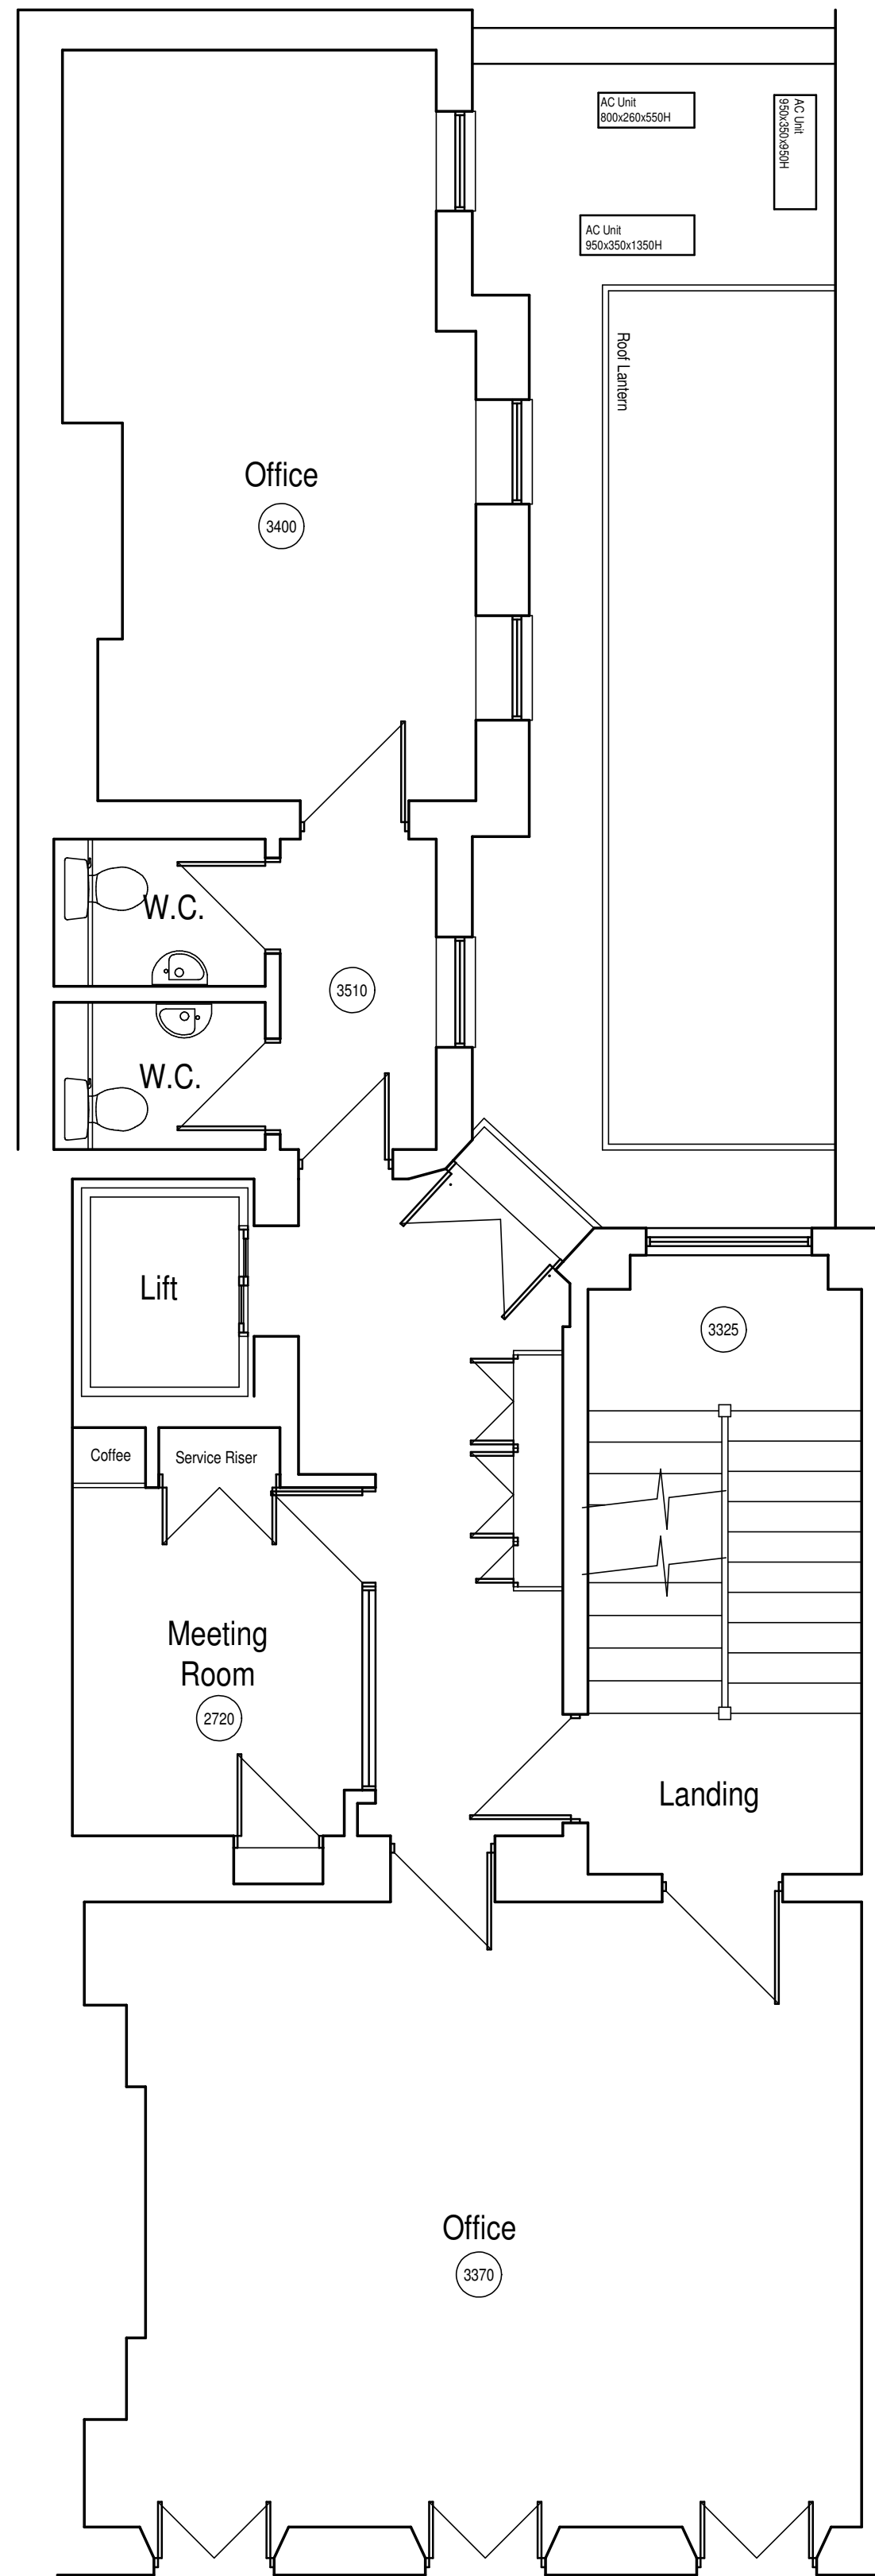 AC Unit
800x260x550H
AC Unit
950x350x950H
AC Unit
950x350x1350H
Roof Lantern
Office
3400
W.C.
3510
W.C.
Lift
3325
Coffee
Service Riser
Meeting
Room
2720
Landing
Office
3370